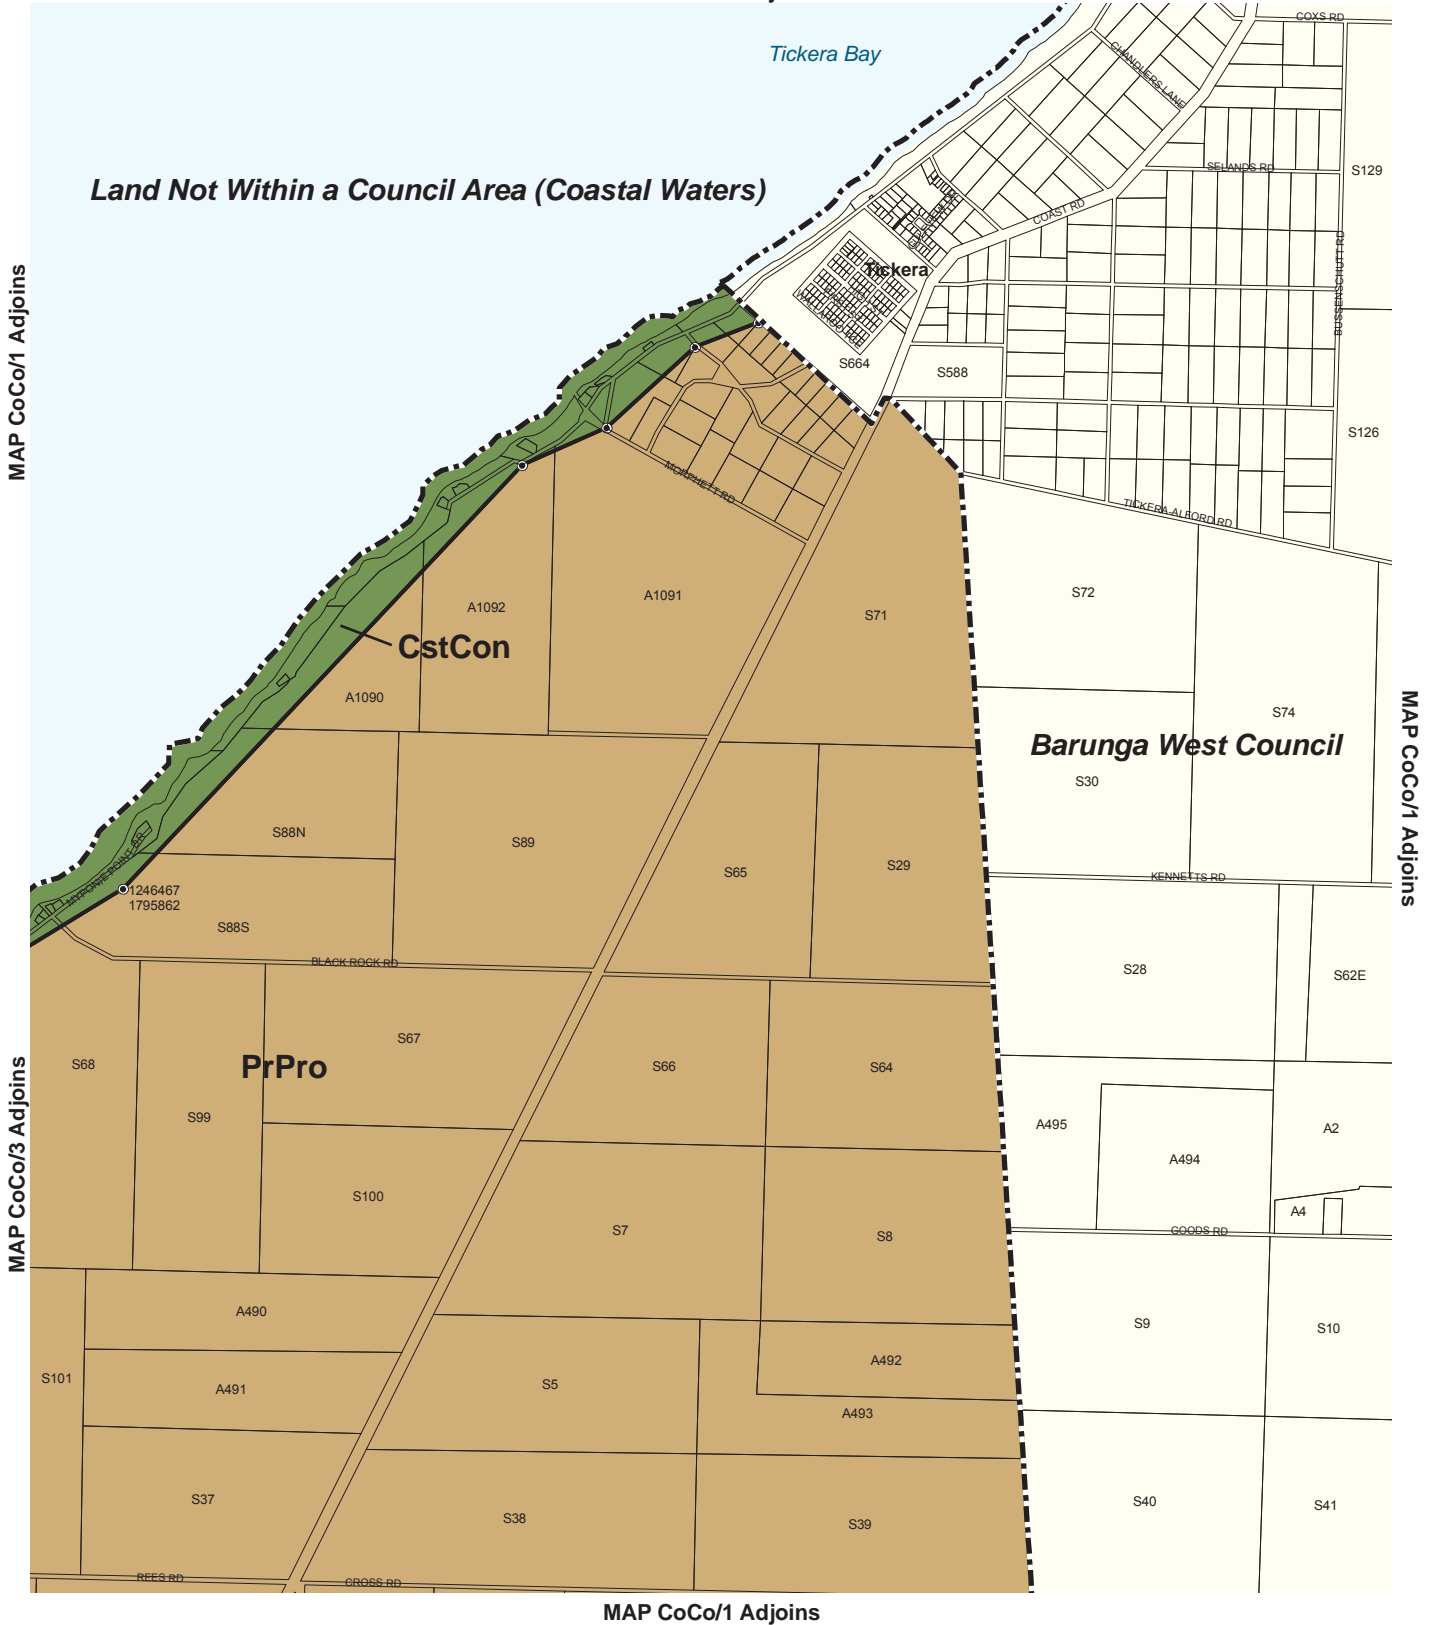 Tickera Bay
COXS RD
CHANDLERS LANE
Land Not Within a Council Area (Coastal Waters)
SELANDS RD
S129
COAST RD
BUSSENSCHUTT RD
Tickera
MAP CoCo/1 Adjoins
S664
S588
S126
MORPHETT RD
TICKERA-ALFORD RD
A1092
A1091
S71
S72
CstCon
A1090
S74
MAP CoCo/1 Adjoins
Barunga West Council
S30
S88N
S89
S65
S29
MYPONIE POINT DR
KENNETTS RD
1246467
1795862
S88S
BLACK ROCK RD
S28
S62E
S68
PrPro
S67
S66
S64
MAP CoCo/3 Adjoins
S99
A495
A494
A2
S100
S7
S8
A4
GOODS RD
A490
S9
S10
S101
A491
S5
A492
A493
S37
S38
S39
S40
S41
REES RD
CROSS RD
MAP CoCo/1 Adjoins